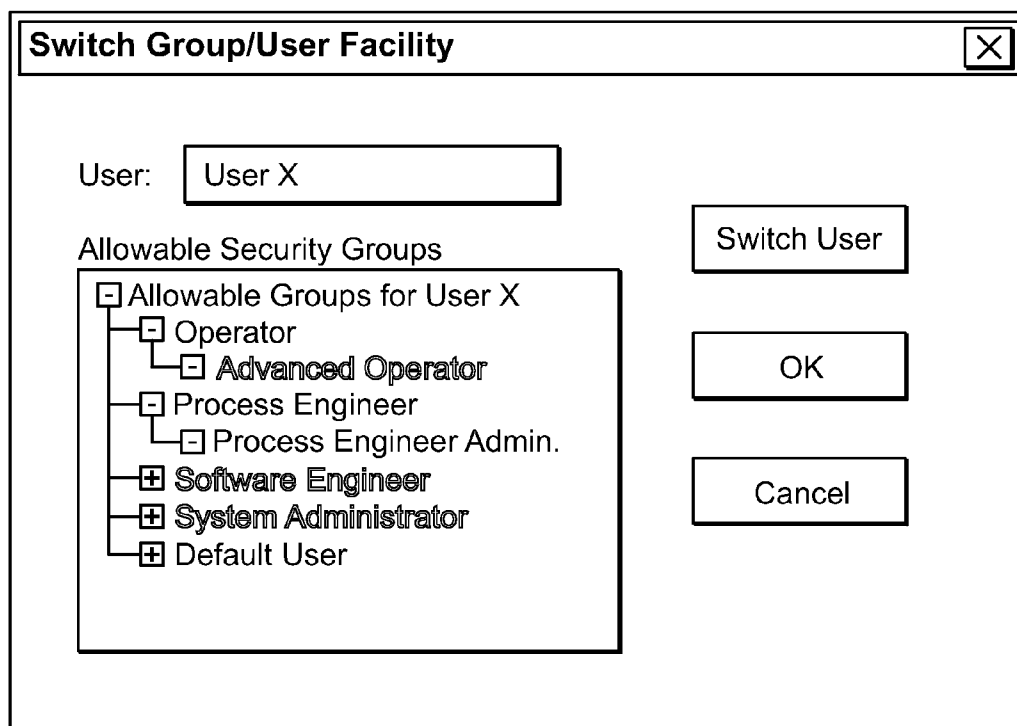 Switch Group/User Facility
User: User X
Allowable Security Groups
Allowable Groups for User X
Operator
Advanced Operator
Process Engineer
Process Engineer Admin.
Software Engineer
System Administrator
Default User
Switch User
OK
Cancel